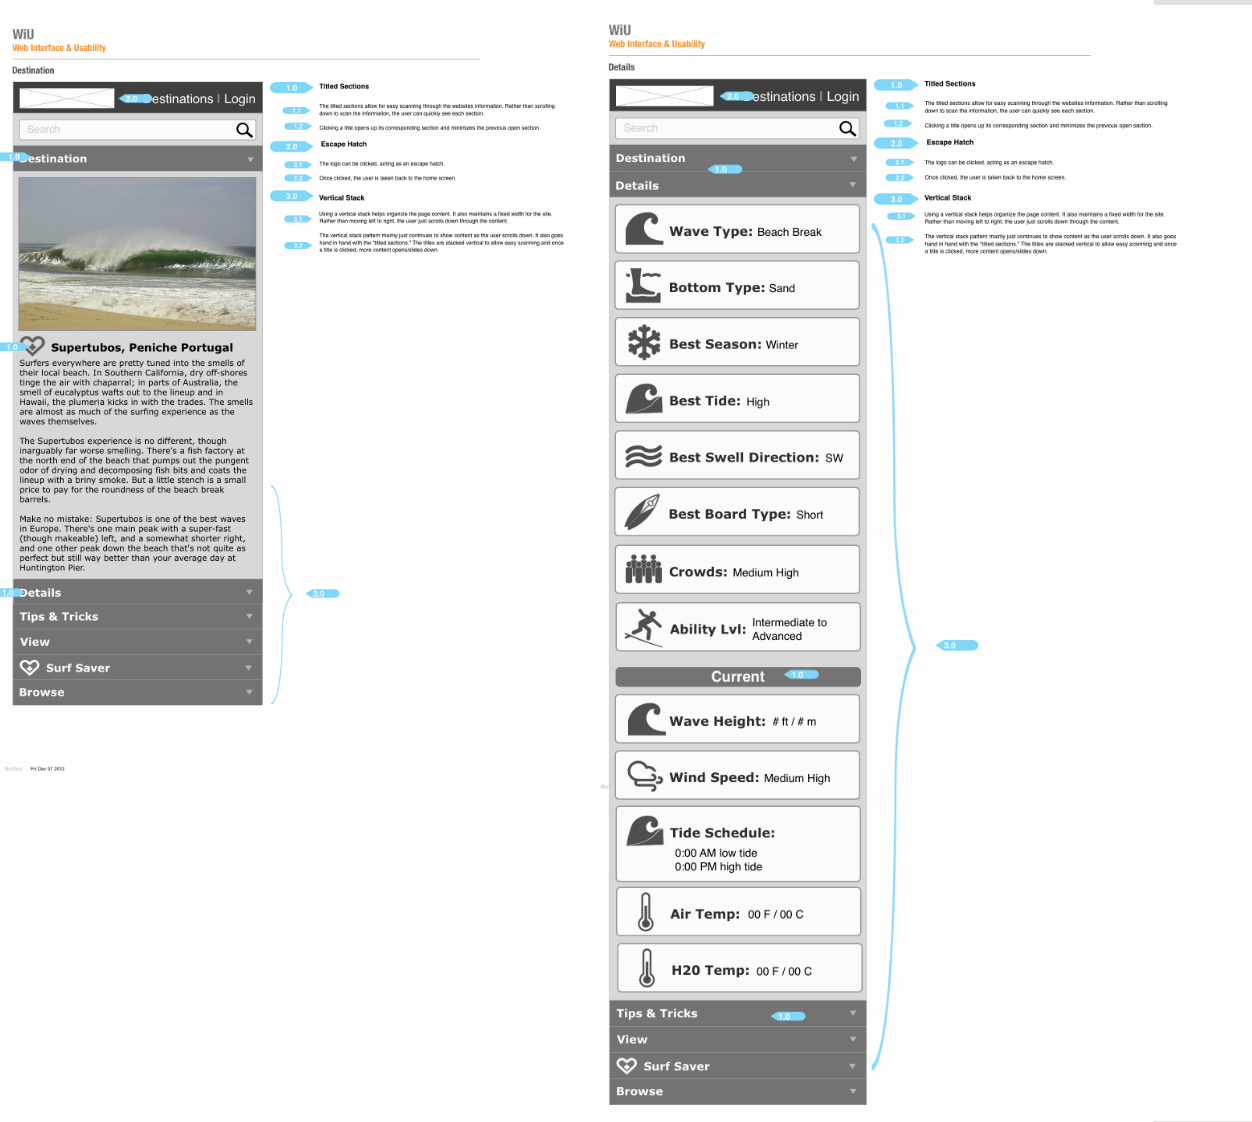 WiU
Web Interface & Usability
Destination
2.0 estinations | Login
Search
1.0 estination
1.0 Supertubos, Peniche Portugal
Surfers everywhere are pretty tuned into the smells of
their local beach. In Southern California, dry off-shores
tinge the air with chaparral; in parts of Australia, the
smell of eucalyptus wafts out to the lineup and in
Hawaii, the plumeria kicks in with the trades. The smells
are almost as much of the surfing experience as the
waves themselves.
The Supertubos experience is no different, though
inarguably far worse smelling. There's a fish factory at
the north end of the beach that pumps out the pungent
odor of drying and decomposing fish bits and coats the
lineup with a briny smoke. But a little stench is a small
price to pay for the roundness of the beach break
barrels.
Make no mistake: Supertubos is one of the best waves
in Europe. There's one main peak with a super-fast
(though makeable) left, and a somewhat shorter right,
and one other peak down the beach that's not quite as
perfect but still way better than your average day at
Huntington Pier.
1.0 Details
3.0
Tips & Tricks
View
Surf Saver
Browse
Fri Dec 07 2012
1.0 Titled Sections
1.1 The titled sections allow for easy scanning through the websites information. Rather than scrolling
down to scan the information, the user can quickly see each section.
1.2 Clicking a title opens up its corresponding section and minimizes the previous open section.
2.0 Escape Hatch
2.1 The logo can be clicked, acting as an escape hatch.
2.2 Once clicked, the user is taken back to the home screen.
3.0 Vertical Stack
3.1 Using a vertical stack helps organize the page content. It also maintains a fixed width for the site.
Rather than moving left to right, the user just scrolls down through the content.
3.2 The vertical stack pattern mainly just continues to show content as the user scrolls down. It also goes
hand in hand with the "titled sections." The titles are stacked vertical to allow easy scanning and once
a title is clicked, more content opens/slides down.
WiU
Web Interface & Usability
Details
2.0 estinations | Login
Search
Destination
1.0
Details
Wave Type: Beach Break
Bottom Type: Sand
Best Season: Winter
Best Tide: High
Best Swell Direction: SW
Best Board Type: Short
Crowds: Medium High
Ability Lvl: Intermediate to
Advanced
3.0
Current 1.0
Wave Height: # ft / # m
Wind Speed: Medium High
Tide Schedule:
0:00 AM low tide
0:00 PM high tide
Air Temp: 00 F / 00 C
H20 Temp: 00 F / 00 C
Tips & Tricks 1.0
View
Surf Saver
Browse
1.0 Titled Sections
1.1 The titled sections allow for easy scanning through the websites information. Rather than scrolling
down to scan the information, the user can quickly see each section.
1.2 Clicking a title opens up its corresponding section and minimizes the previous open section.
2.0 Escape Hatch
2.1 The logo can be clicked, acting as an escape hatch.
2.2 Once clicked, the user is taken back to the home screen.
3.0 Vertical Stack
3.1 Using a vertical stack helps organize the page content. It also maintains a fixed width for the site.
Rather than moving left to right, the user just scrolls down through the content.
3.2 The vertical stack pattern mainly just continues to show content as the user scrolls down. It also goes
hand in hand with the "titled sections." The titles are stacked vertical to allow easy scanning and once
a title is clicked, more content opens/slides down.